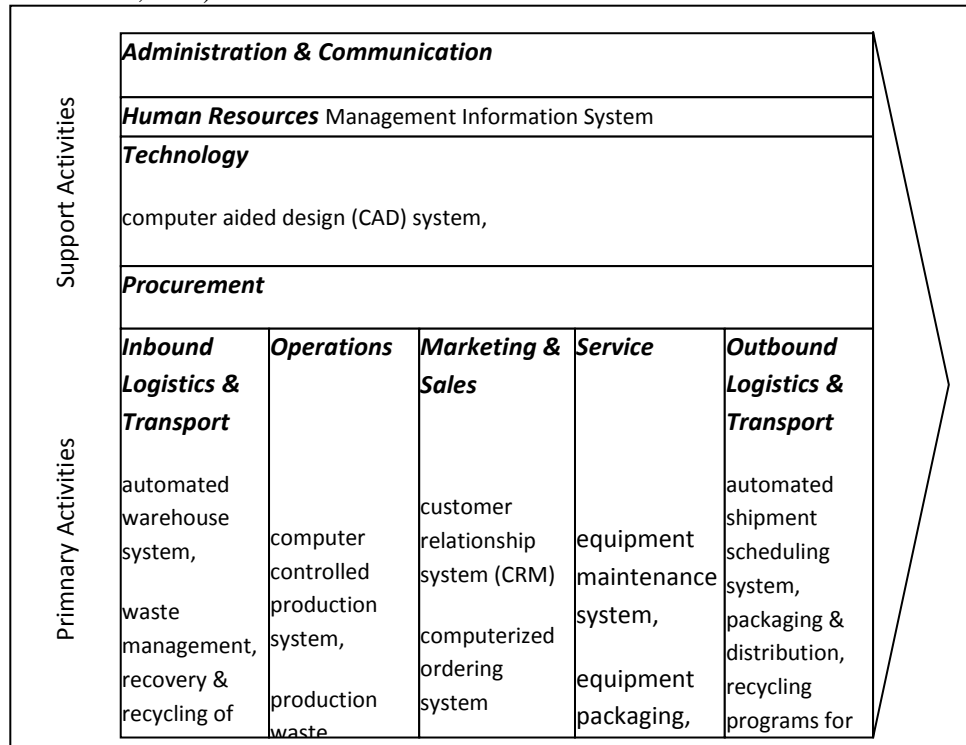 Support Activities
Administration & Communication
Human Resources Management Information System
Technology
computer aided design (CAD) system,
Procurement
Primmary Activities
Inbound
Logistics &
Transport
automated
warehouse
system,
waste
management,
recovery &
recycling of
Operations
computer
controlled
production
system,
production
waste
Marketing &
Sales
customer
relationship
system (CRM)
computerized
ordering
system
Service
equipment
maintenance
system,
equipment
packaging,
Outbound
Logistics &
Transport
automated
shipment
scheduling
system,
packaging &
distribution,
recycling
programs for